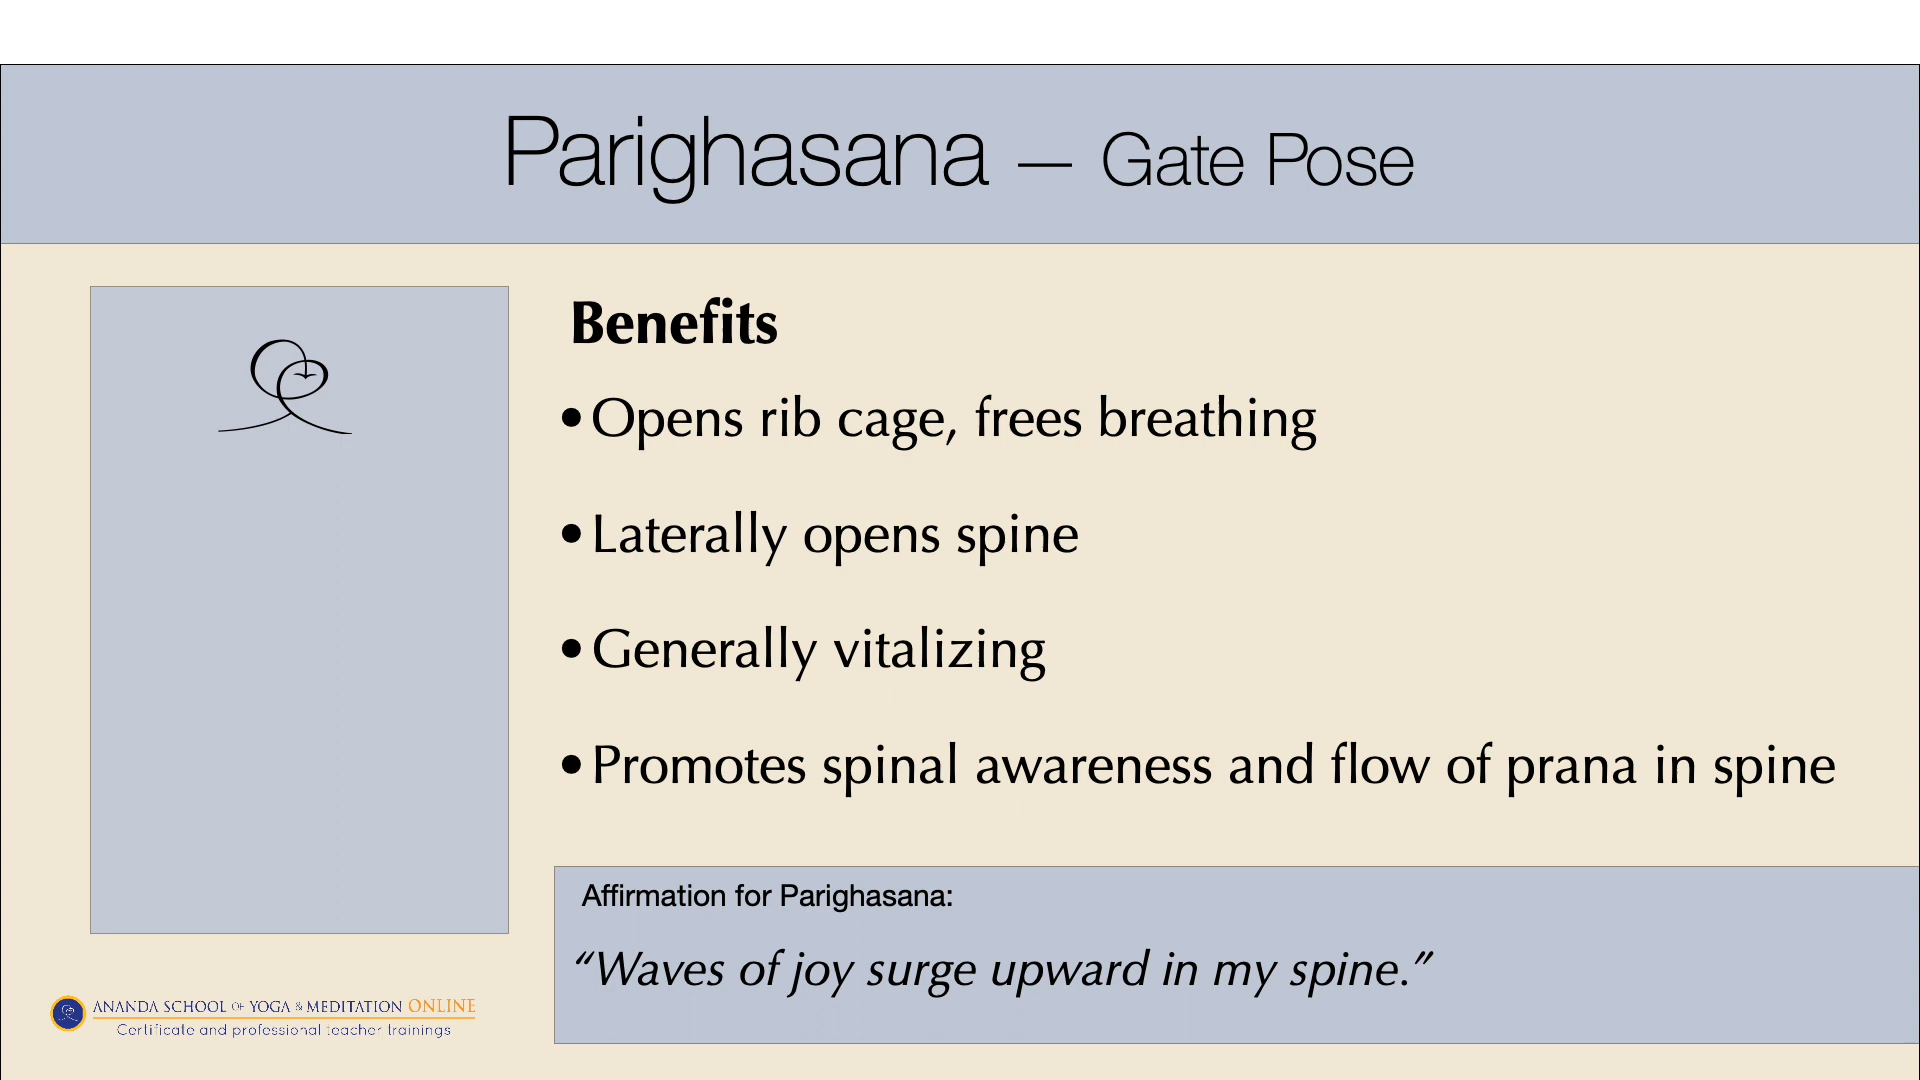 Parighasana — Gate Pose
Benefits
•Opens rib cage, frees breathing
•Laterally opens spine
•Generally vitalizing
•Promotes spinal awareness and flow of prana in spine
Affirmation for Parighasana:
“Waves of joy surge upward in my spine.”
ANANDA SCHOOL OF YOGA & MEDITATION ONLINE
Certificate and professional teacher trainings